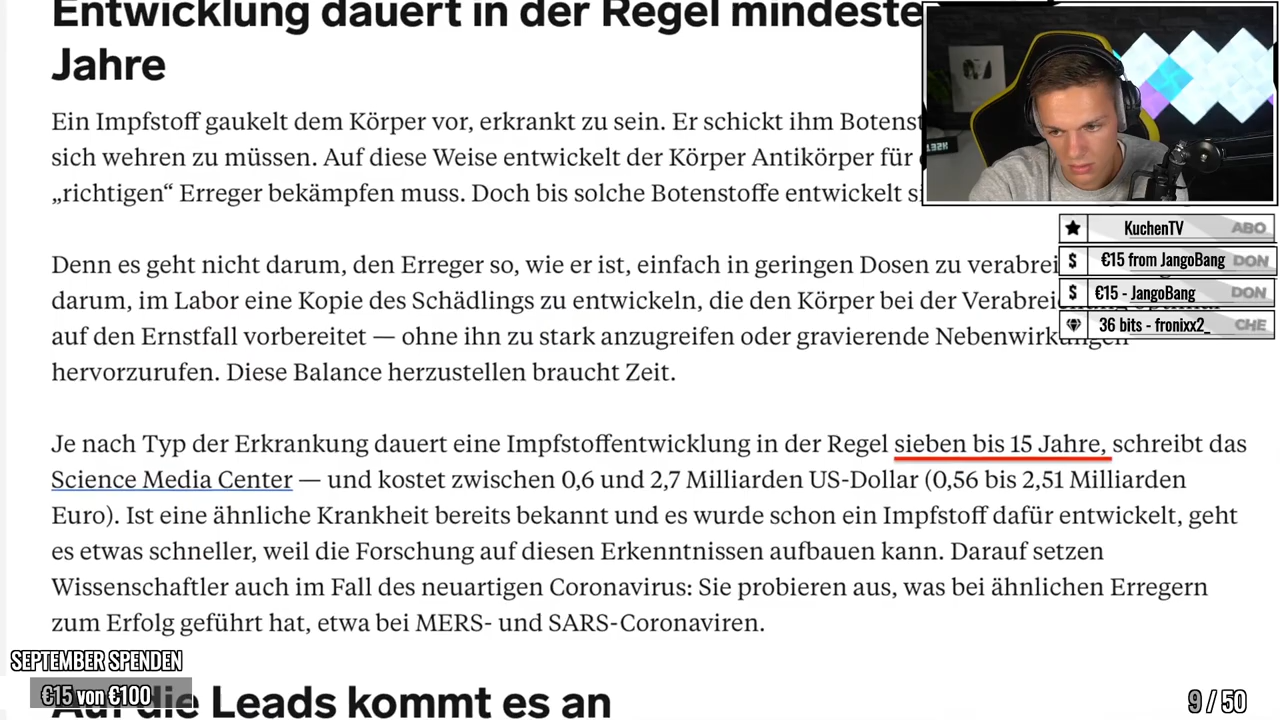 Entwicklung dauert in der Regel mindeste
Jahre
Ein Impfstoff gaukelt dem Körper vor, erkrankt zu sein. Er schickt ihm Botenst
sich wehren zu müssen. Auf diese Weise entwickelt der Körper Antikörper für
„richtigen“ Erreger bekämpfen muss. Doch bis solche Botenstoffe entwickelt si
Denn es geht nicht darum, den Erreger so, wie er ist, einfach in geringen Dosen zu verabrei
darum, im Labor eine Kopie des Schädlings zu entwickeln, die den Körper bei der Verabrei
auf den Ernstfall vorbereitet — ohne ihn zu stark anzugreifen oder gravierende Nebenwirkungen
hervorzurufen. Diese Balance herzustellen braucht Zeit.
Je nach Typ der Erkrankung dauert eine Impfstoffentwicklung in der Regel sieben bis 15 Jahre, schreibt das
Science Media Center — und kostet zwischen 0,6 und 2,7 Milliarden US-Dollar (0,56 bis 2,51 Milliarden
Euro). Ist eine ähnliche Krankheit bereits bekannt und es wurde schon ein Impfstoff dafür entwickelt, geht
es etwas schneller, weil die Forschung auf diesen Erkenntnissen aufbauen kann. Darauf setzen
Wissenschaftler auch im Fall des neuartigen Coronavirus: Sie probieren aus, was bei ähnlichen Erregern
zum Erfolg geführt hat, etwa bei MERS- und SARS-Coronaviren.
Auf die Leads kommt es an
KuchenTV ABO
$ €15 from JangoBang DON
$ €15 - JangoBang DON
36 bits - fronixx2_ CHE
SEPTEMBER SPENDEN
€15 von €100
9 / 50